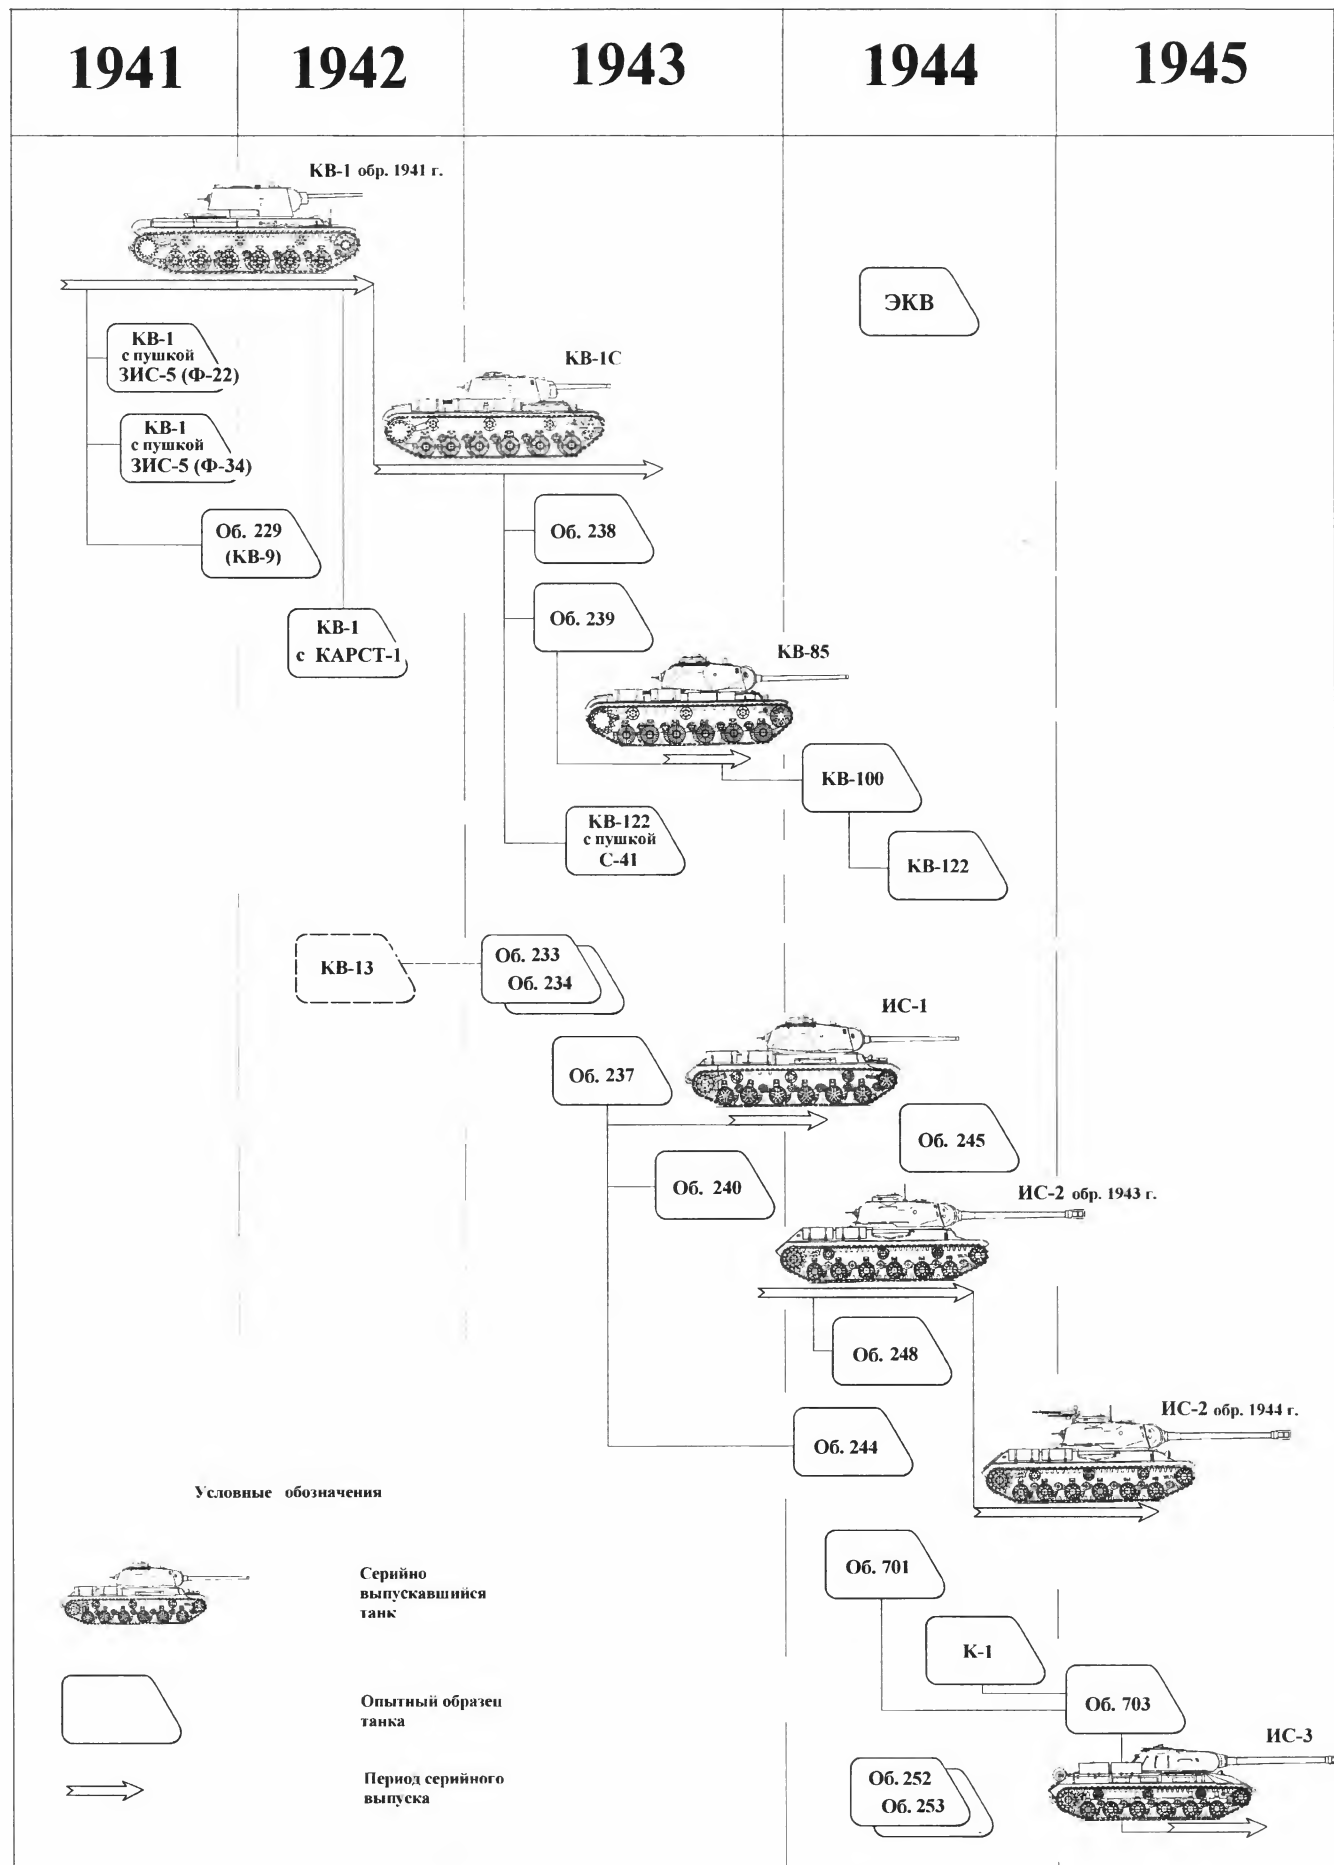 1941
1942
1943
1944
1945
КВ-1 обр. 1941 г.
ЭКВ
КВ-1
с пушкой
ЗИС-5 (Ф-22)
КВ-1С
КВ-1
с пушкой
ЗИС-5 (Ф-34)
Об. 229
(КВ-9)
Об. 238
КВ-1
с КАРСТ-1
Об. 239
КВ-85
КВ-100
КВ-122
с пушкой
С-41
КВ-122
КВ-13
Об. 233
Об. 234
ИС-1
Об. 237
Об. 245
Об. 240
ИС-2 обр. 1943 г.
Об. 248
ИС-2 обр. 1944 г.
Об. 244
Условные обозначения
Серийно
выпускавшийся
танк
Об. 701
К-1
Опытный образец
танка
Об. 703
ИС-3
Период серийного
выпуска
Об. 252
Об. 253